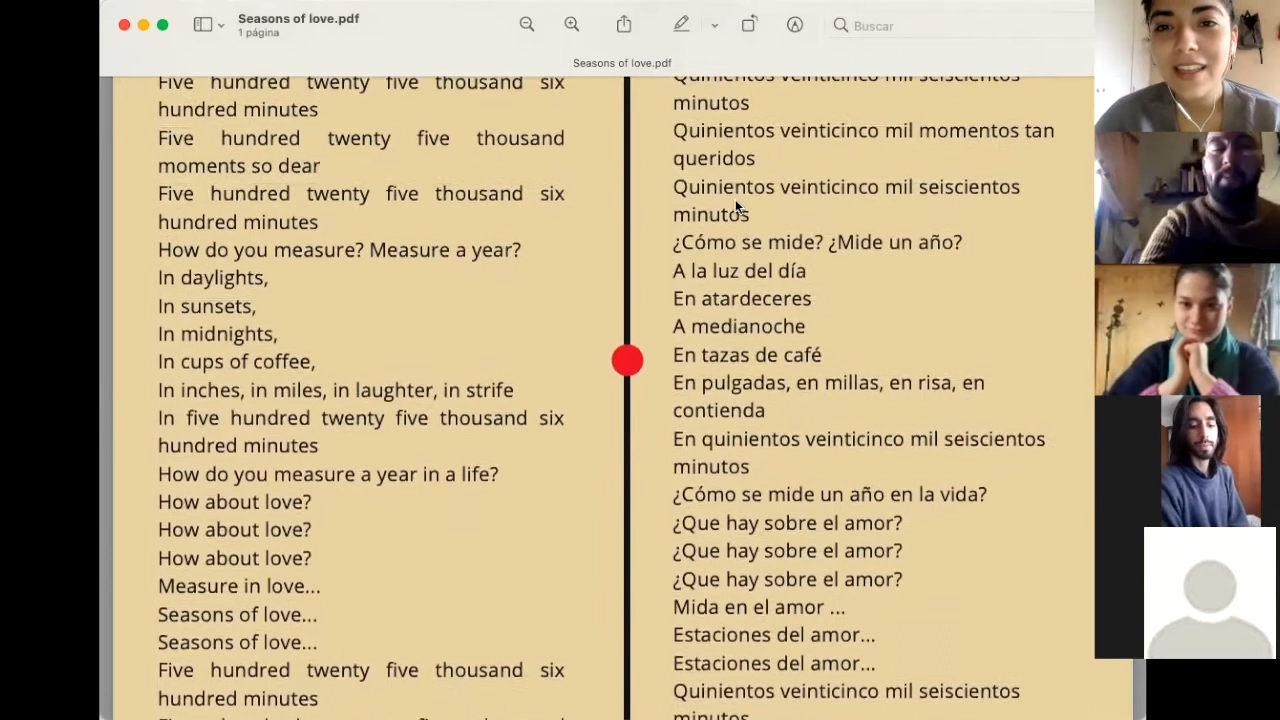 Seasons of love.pdf
1 página
Buscar
Seasons of love.pdf
Five hundred twenty five thousand six
hundred minutes
Five hundred twenty five thousand
moments so dear
Five hundred twenty five thousand six
hundred minutes
How do you measure? Measure a year?
In daylights,
In sunsets,
In midnights,
In cups of coffee,
In inches, in miles, in laughter, in strife
In five hundred twenty five thousand six
hundred minutes
How do you measure a year in a life?
How about love?
How about love?
How about love?
Measure in love...
Seasons of love...
Seasons of love...
Five hundred twenty five thousand six
hundred minutes
Quinientos veinticinco mil seiscientos
minutos
Quinientos veinticinco mil momentos tan
queridos
Quinientos veinticinco mil seiscientos
minutos
¿Cómo se mide? ¿Mide un año?
A la luz del día
En atardeceres
A medianoche
En tazas de café
En pulgadas, en millas, en risa, en
contienda
En quinientos veinticinco mil seiscientos
minutos
¿Cómo se mide un año en la vida?
¿Que hay sobre el amor?
¿Que hay sobre el amor?
¿Que hay sobre el amor?
Mida en el amor ...
Estaciones del amor...
Estaciones del amor...
Quinientos veinticinco mil seiscientos
minutos